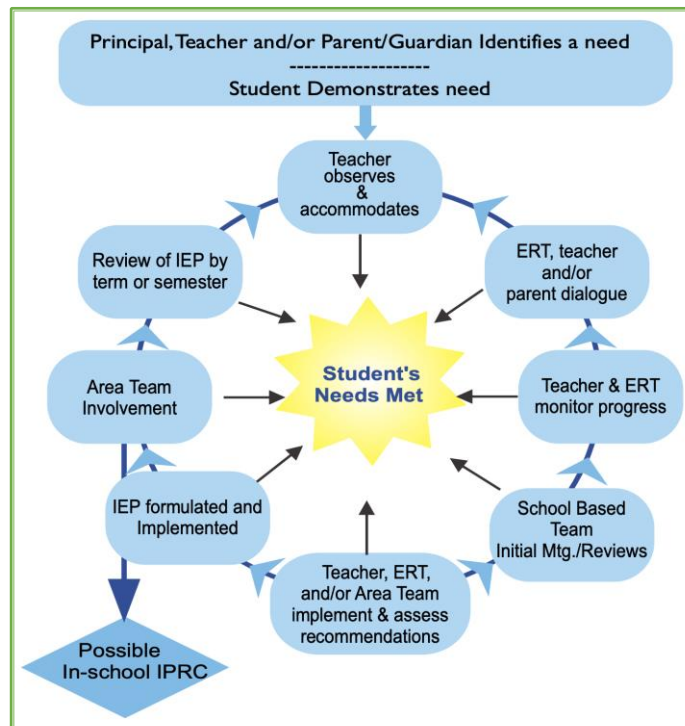 Principal, Teacher and/or Parent/Guardian Identifies a need
-------------------
Student Demonstrates need
Teacher
observes
&
accommodates
Review of IEP by
term or semester
ERT, teacher
and/or
parent dialogue
Student's
Needs Met
Area Team
Involvement
Teacher & ERT
monitor progress
IEP formulated and
Implemented
School Based
Team
Initial Mtg./Reviews
Teacher, ERT,
and/or Area Team
implement & assess
recommendations
Possible
In-school IPRC